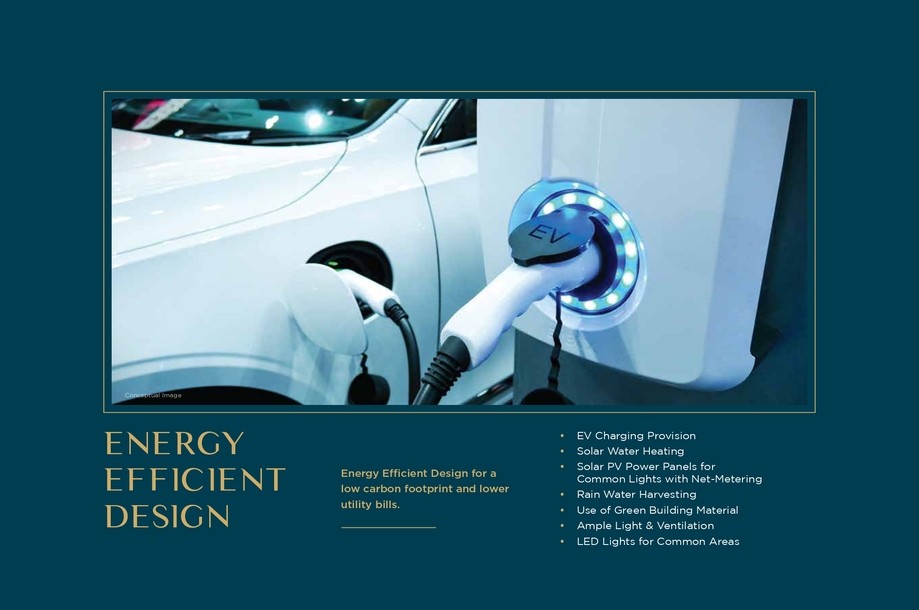 EV
Conceptual Image
ENERGY
EFFICIENT
DESIGN
Energy Efficient Design for a
low carbon footprint and lower
utility bills.
• EV Charging Provision
• Solar Water Heating
• Solar PV Power Panels for
Common Lights with Net-Metering
• Rain Water Harvesting
• Use of Green Building Material
• Ample Light & Ventilation
• LED Lights for Common Areas